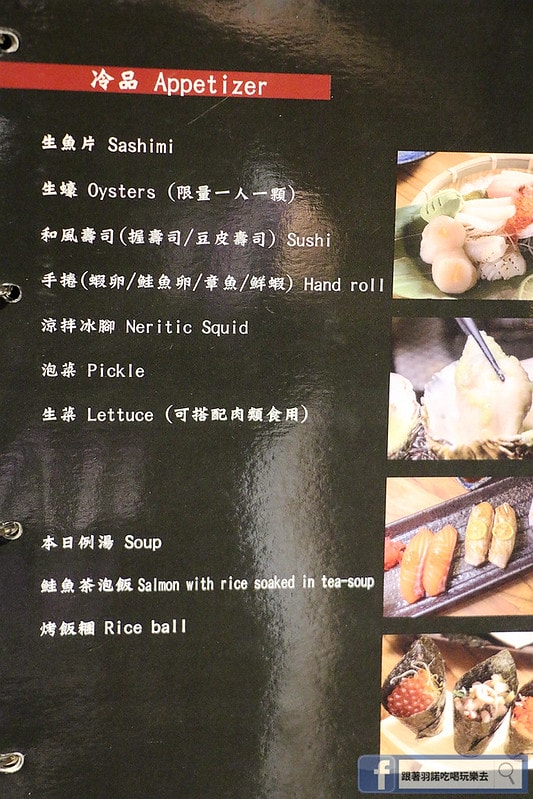 冷品 Appetizer
生魚片 Sashimi
生蠔 Oysters (限量一人一顆)
和風壽司(握壽司/豆皮壽司) Sushi
手捲(蝦卵/鮭魚卵/章魚/鮮蝦) Hand roll
涼拌冰腳 Neritic Squid
泡菜 Pickle
生菜 Lettuce (可搭配肉類食用)
本日例湯 Soup
鮭魚茶泡飯 Salmon with rice soaked in tea-soup
烤飯糰 Rice ball
f 跟著羽諾吃喝玩樂去